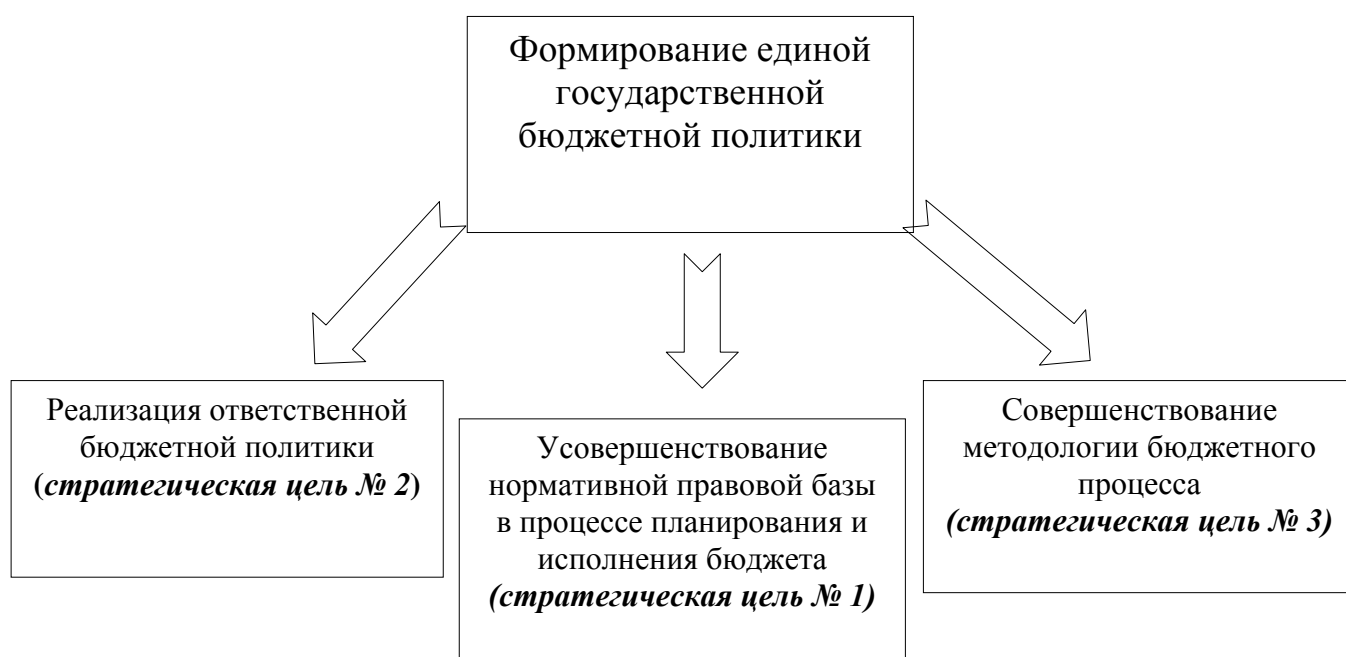 Формирование единой
государственной
бюджетной политики
Реализация ответственной
бюджетной политики
(стратегическая цель № 2)
Усовершенствование
нормативной правовой базы
в процессе планирования и
исполнения бюджета
(стратегическая цель № 1)
Совершенствование
методологии бюджетного
процесса
(стратегическая цель № 3)